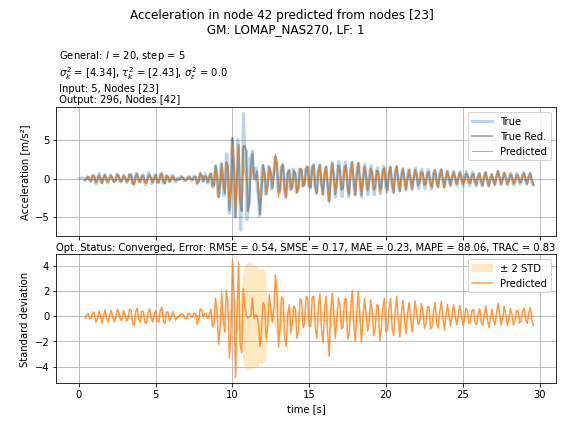 Acceleration in node 42 predicted from nodes [23]
GM: LOMAP_NAS270, LF: 1
General: l = 20, step = 5
σ²ₖ = [4.34], τ²ₖ = [2.43], σ²ₑ = 0.0
Input: 5, Nodes [23]
Output: 296, Nodes [42]
True
True Red.
Predicted
Acceleration [m/s²]
5
0
−5
Opt. Status: Converged, Error: RMSE = 0.54, SMSE = 0.17, MAE = 0.23, MAPE = 88.06, TRAC = 0.83
± 2 STD
Predicted
Standard deviation
4
2
0
−2
−4
0 5 10 15 20 25 30
time [s]